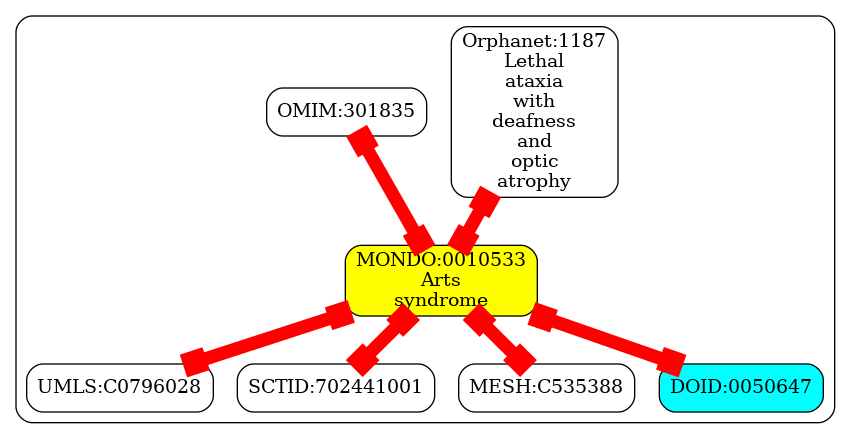 Orphanet:1187
Lethal
ataxia
with
deafness
and
optic
atrophy
OMIM:301835
MONDO:0010533
Arts
syndrome
UMLS:C0796028
SCTID:702441001
MESH:C535388
DOID:0050647